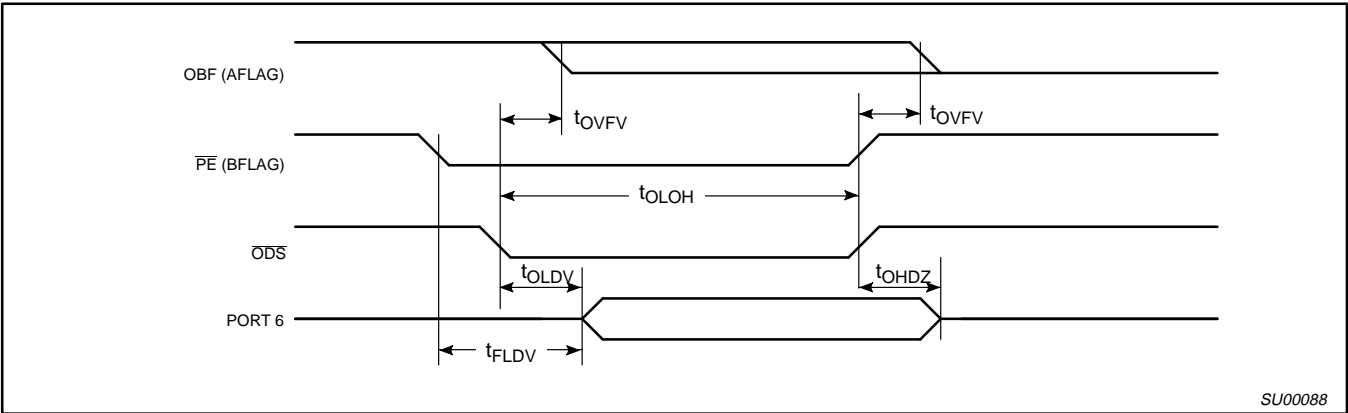 OBF (AFLAG)
tOVFV
tOVFV
PE (BFLAG)
tOLOH
ODS
tOLDV
tOHDZ
PORT 6
tFLDV
SU00088